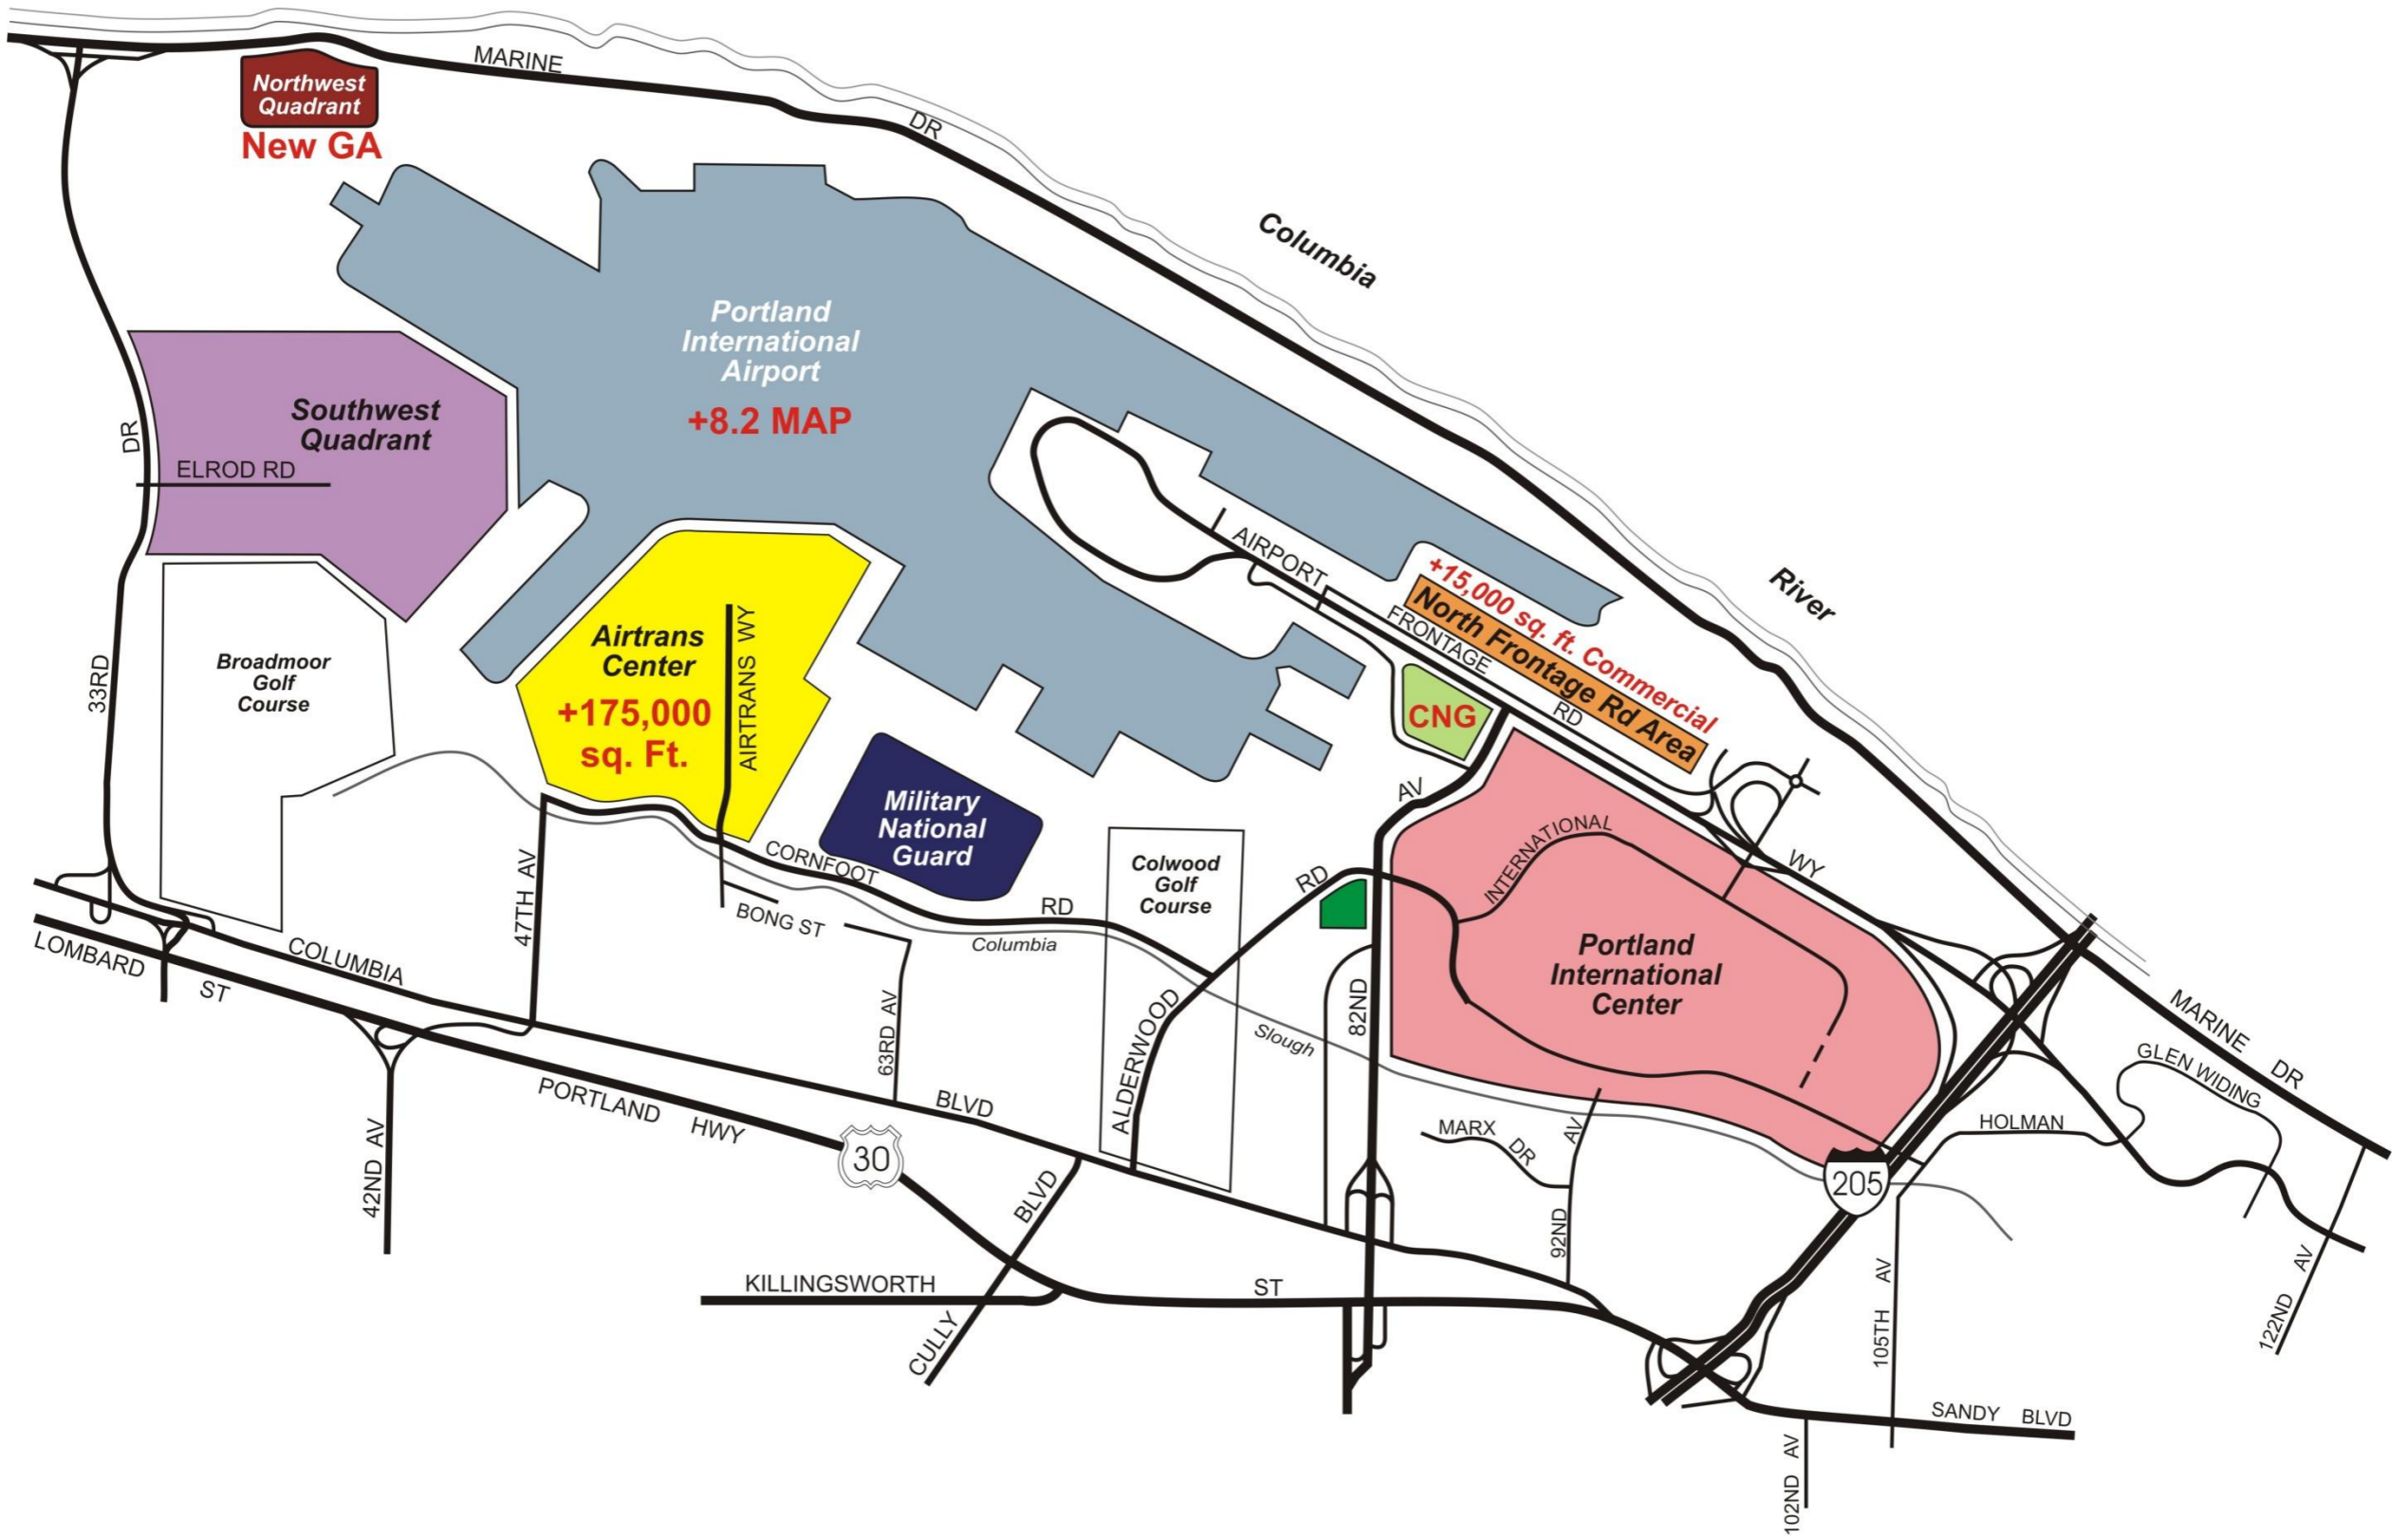 MARINE
DR
Northwest
Quadrant
New GA
Columbia
River
Portland
International
Airport
+8.2 MAP
Southwest
Quadrant
DR
ELROD RD
33RD
Broadmoor
Golf
Course
Airtrans
Center
+175,000
sq. Ft.
AIRTRANS WY
AIRPORT
FRONTAGE
RD
+15,000 sq. ft. Commercial
North Frontage Rd Area
CNG
AV
Military
National
Guard
Colwood
Golf
Course
INTERNATIONAL
WY
RD
CORNFOOT
RD
47TH AV
BONG ST
Columbia
Slough
Portland
International
Center
82ND
63RD AV
ALDERWOOD
LOMBARD
ST
COLUMBIA
BLVD
PORTLAND
HWY
30
42ND AV
MARINE
DR
GLEN WIDING
HOLMAN
MARX
DR
AV
92ND
205
BLVD
CULLY
KILLINGSWORTH
ST
105TH AV
122ND AV
SANDY BLVD
102ND AV